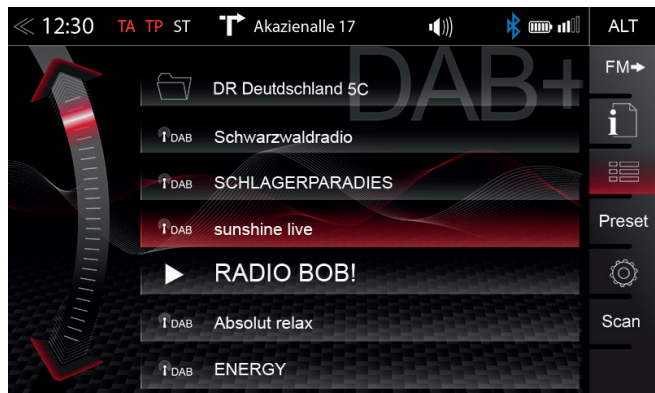 12:30 TA TP ST Akazienalle 17 ALT
DAB+
FM
DR Deutdschland 5C
i
DAB Schwarzwaldradio
DAB SCHLAGERPARADIES
DAB sunshine live
Preset
RADIO BOB!
DAB Absolut relax
Scan
DAB ENERGY